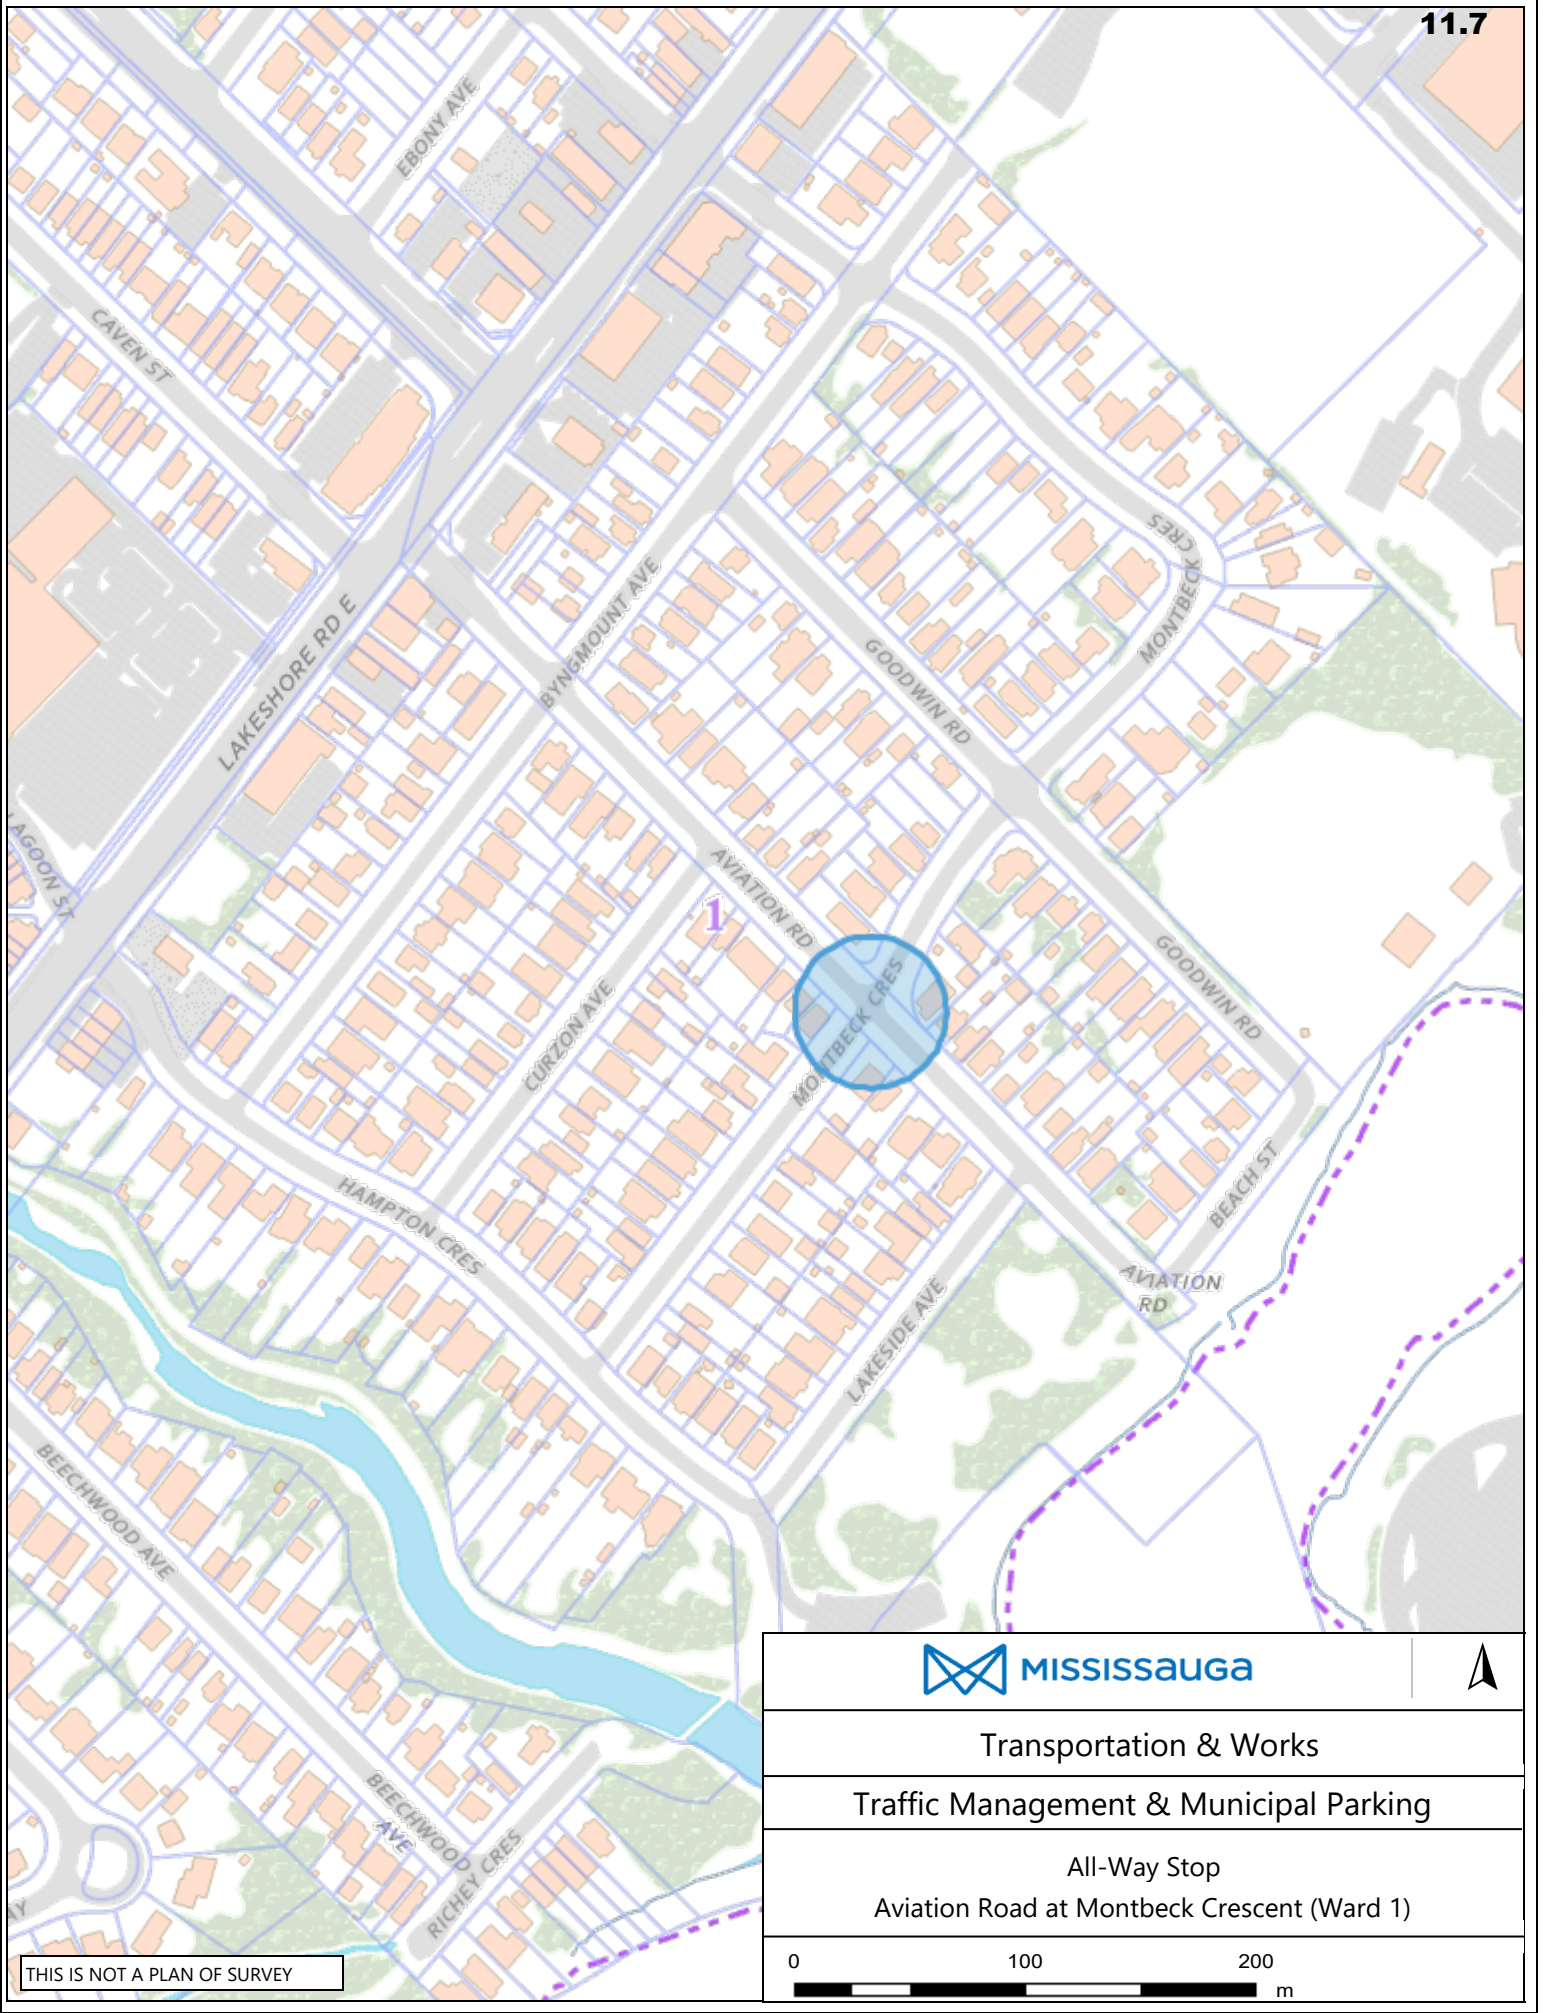 11.7
EBONY AVE
CAVEN ST
MONTBECK CRES
LAKESHORE RD E
BYNGMOUNT AVE
GOODWIN RD
LAGOON ST
AVIATION RD
1
GOODWIN RD
MONTBECK CRES
CURZON AVE
BEACH ST
HAMPTON CRES
AVIATION
RD
LAKESIDE AVE
BEECHWOOD AVE
BEECHWOOD
AVE
RICHEY CRES
AY
MISSISSAUGA
Transportation & Works
Traffic Management & Municipal Parking
All-Way Stop
Aviation Road at Montbeck Crescent (Ward 1)
0 100 200
m
THIS IS NOT A PLAN OF SURVEY